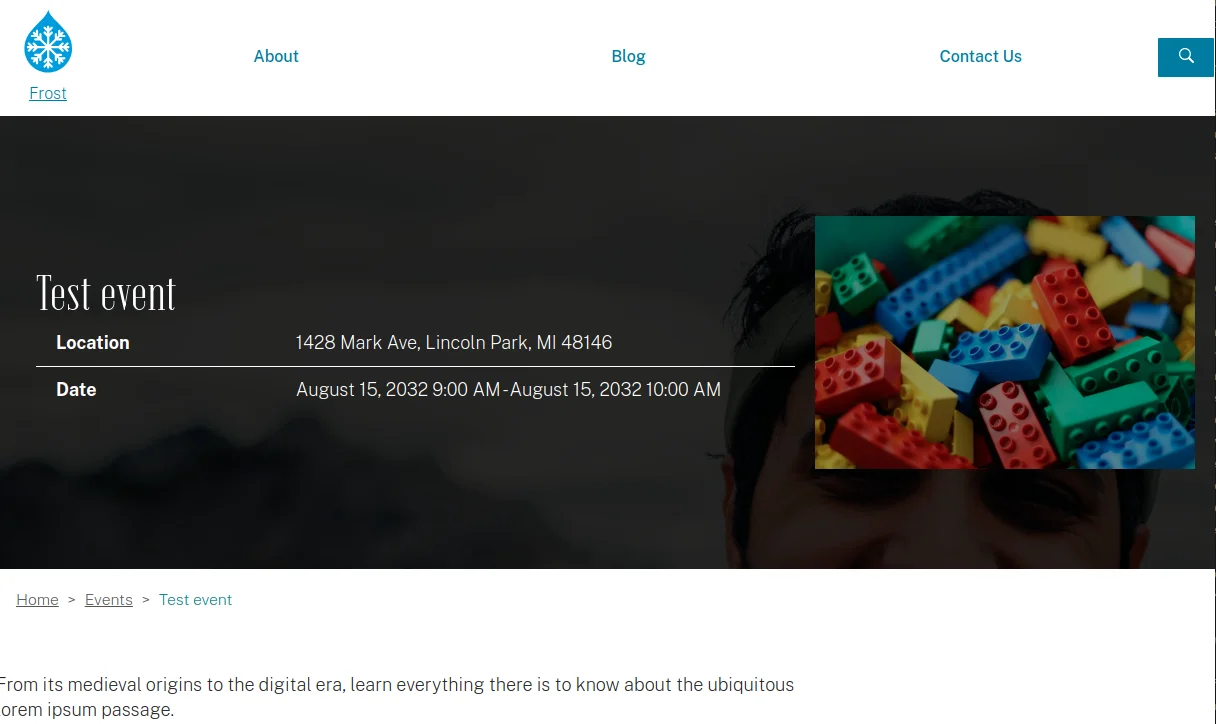 Frost
About
Blog
Contact Us
Test event
Location 1428 Mark Ave, Lincoln Park, MI 48146
Date August 15, 2032 9:00 AM - August 15, 2032 10:00 AM
Home > Events > Test event
From its medieval origins to the digital era, learn everything there is to know about the ubiquitous
lorem ipsum passage.